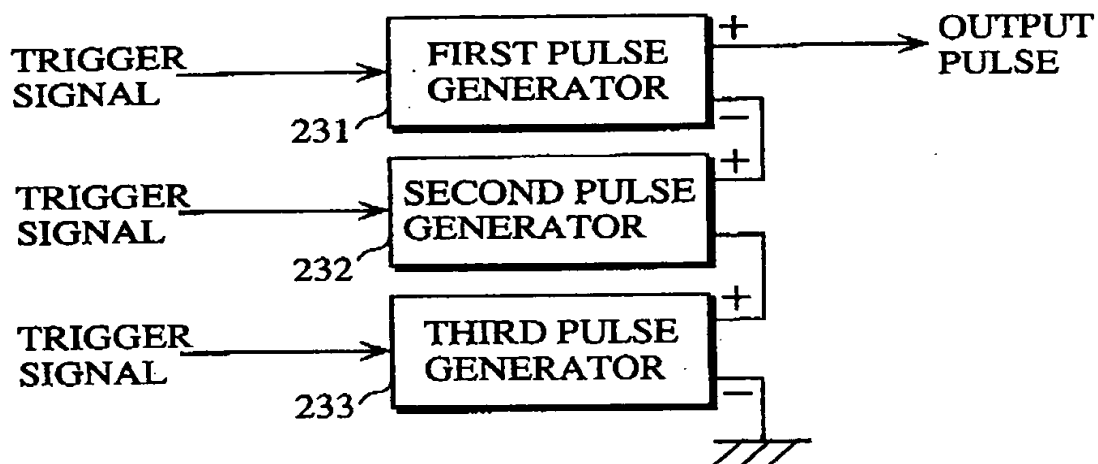 TRIGGER
SIGNAL
FIRST PULSE
GENERATOR
231
+
−
OUTPUT
PULSE
TRIGGER
SIGNAL
SECOND PULSE
GENERATOR
232
+
TRIGGER
SIGNAL
THIRD PULSE
GENERATOR
233
+
−